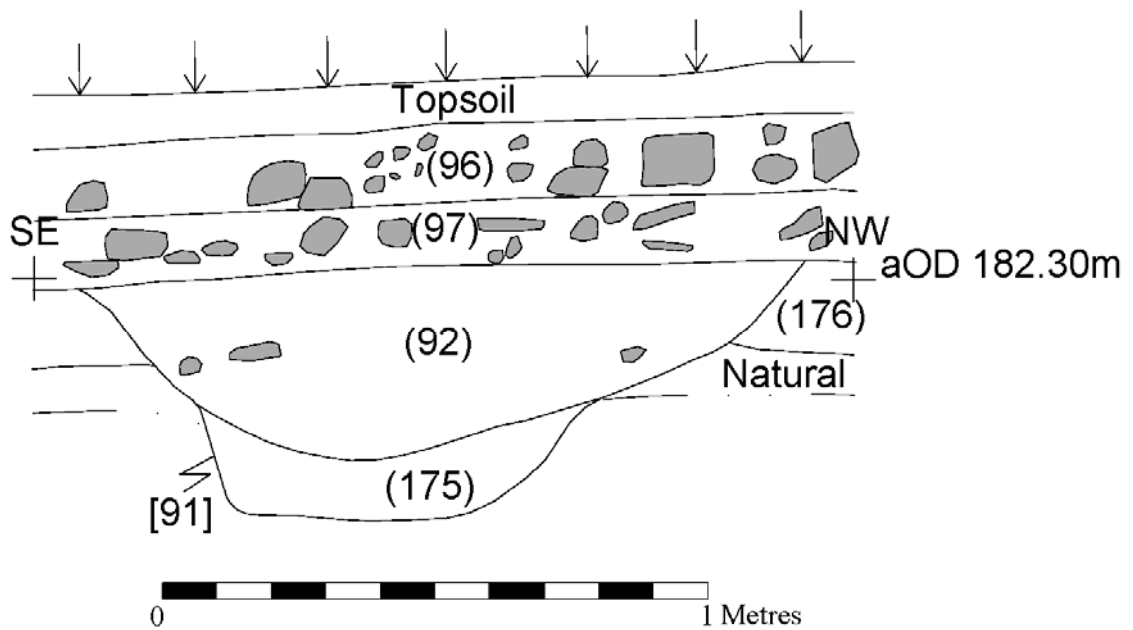 Topsoil
(96)
(97)
SE
NW
aOD 182.30m
(176)
(92)
Natural
(175)
[91]
0 1 Metres